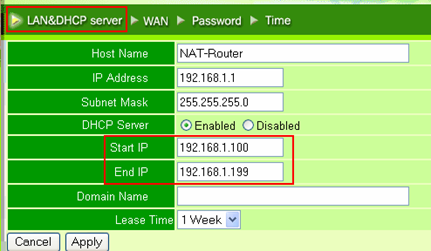 LAN&DHCP server WAN Password Time
Host Name NAT-Router
IP Address 192.168.1.1
Subnet Mask 255.255.255.0
DHCP Server Enabled Disabled
Start IP 192.168.1.100
End IP 192.168.1.199
Domain Name
Lease Time 1 Week
Cancel Apply